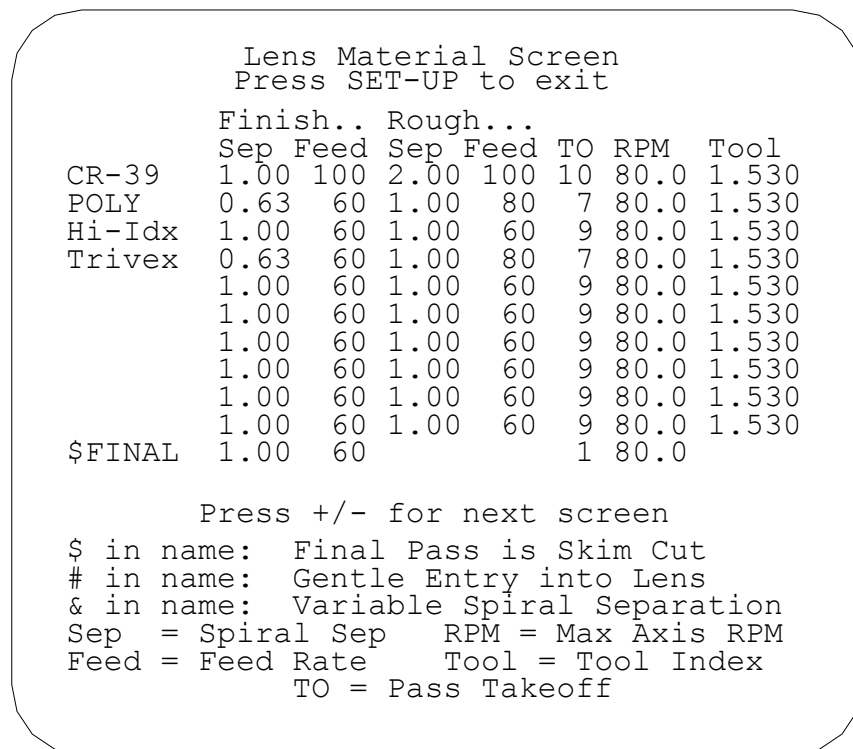 Lens Material Screen
Press SET-UP to exit
Finish.. Rough...
Sep Feed Sep Feed TO RPM Tool
CR-39 1.00 100 2.00 100 10 80.0 1.530
POLY 0.63 60 1.00 80 7 80.0 1.530
Hi-Idx 1.00 60 1.00 60 9 80.0 1.530
Trivex 0.63 60 1.00 80 7 80.0 1.530
1.00 60 1.00 60 9 80.0 1.530
1.00 60 1.00 60 9 80.0 1.530
1.00 60 1.00 60 9 80.0 1.530
1.00 60 1.00 60 9 80.0 1.530
1.00 60 1.00 60 9 80.0 1.530
1.00 60 1.00 60 9 80.0 1.530
$FINAL 1.00 60 1 80.0
Press +/- for next screen
$ in name: Final Pass is Skim Cut
# in name: Gentle Entry into Lens
& in name: Variable Spiral Separation
Sep = Spiral Sep RPM = Max Axis RPM
Feed = Feed Rate Tool = Tool Index
TO = Pass Takeoff